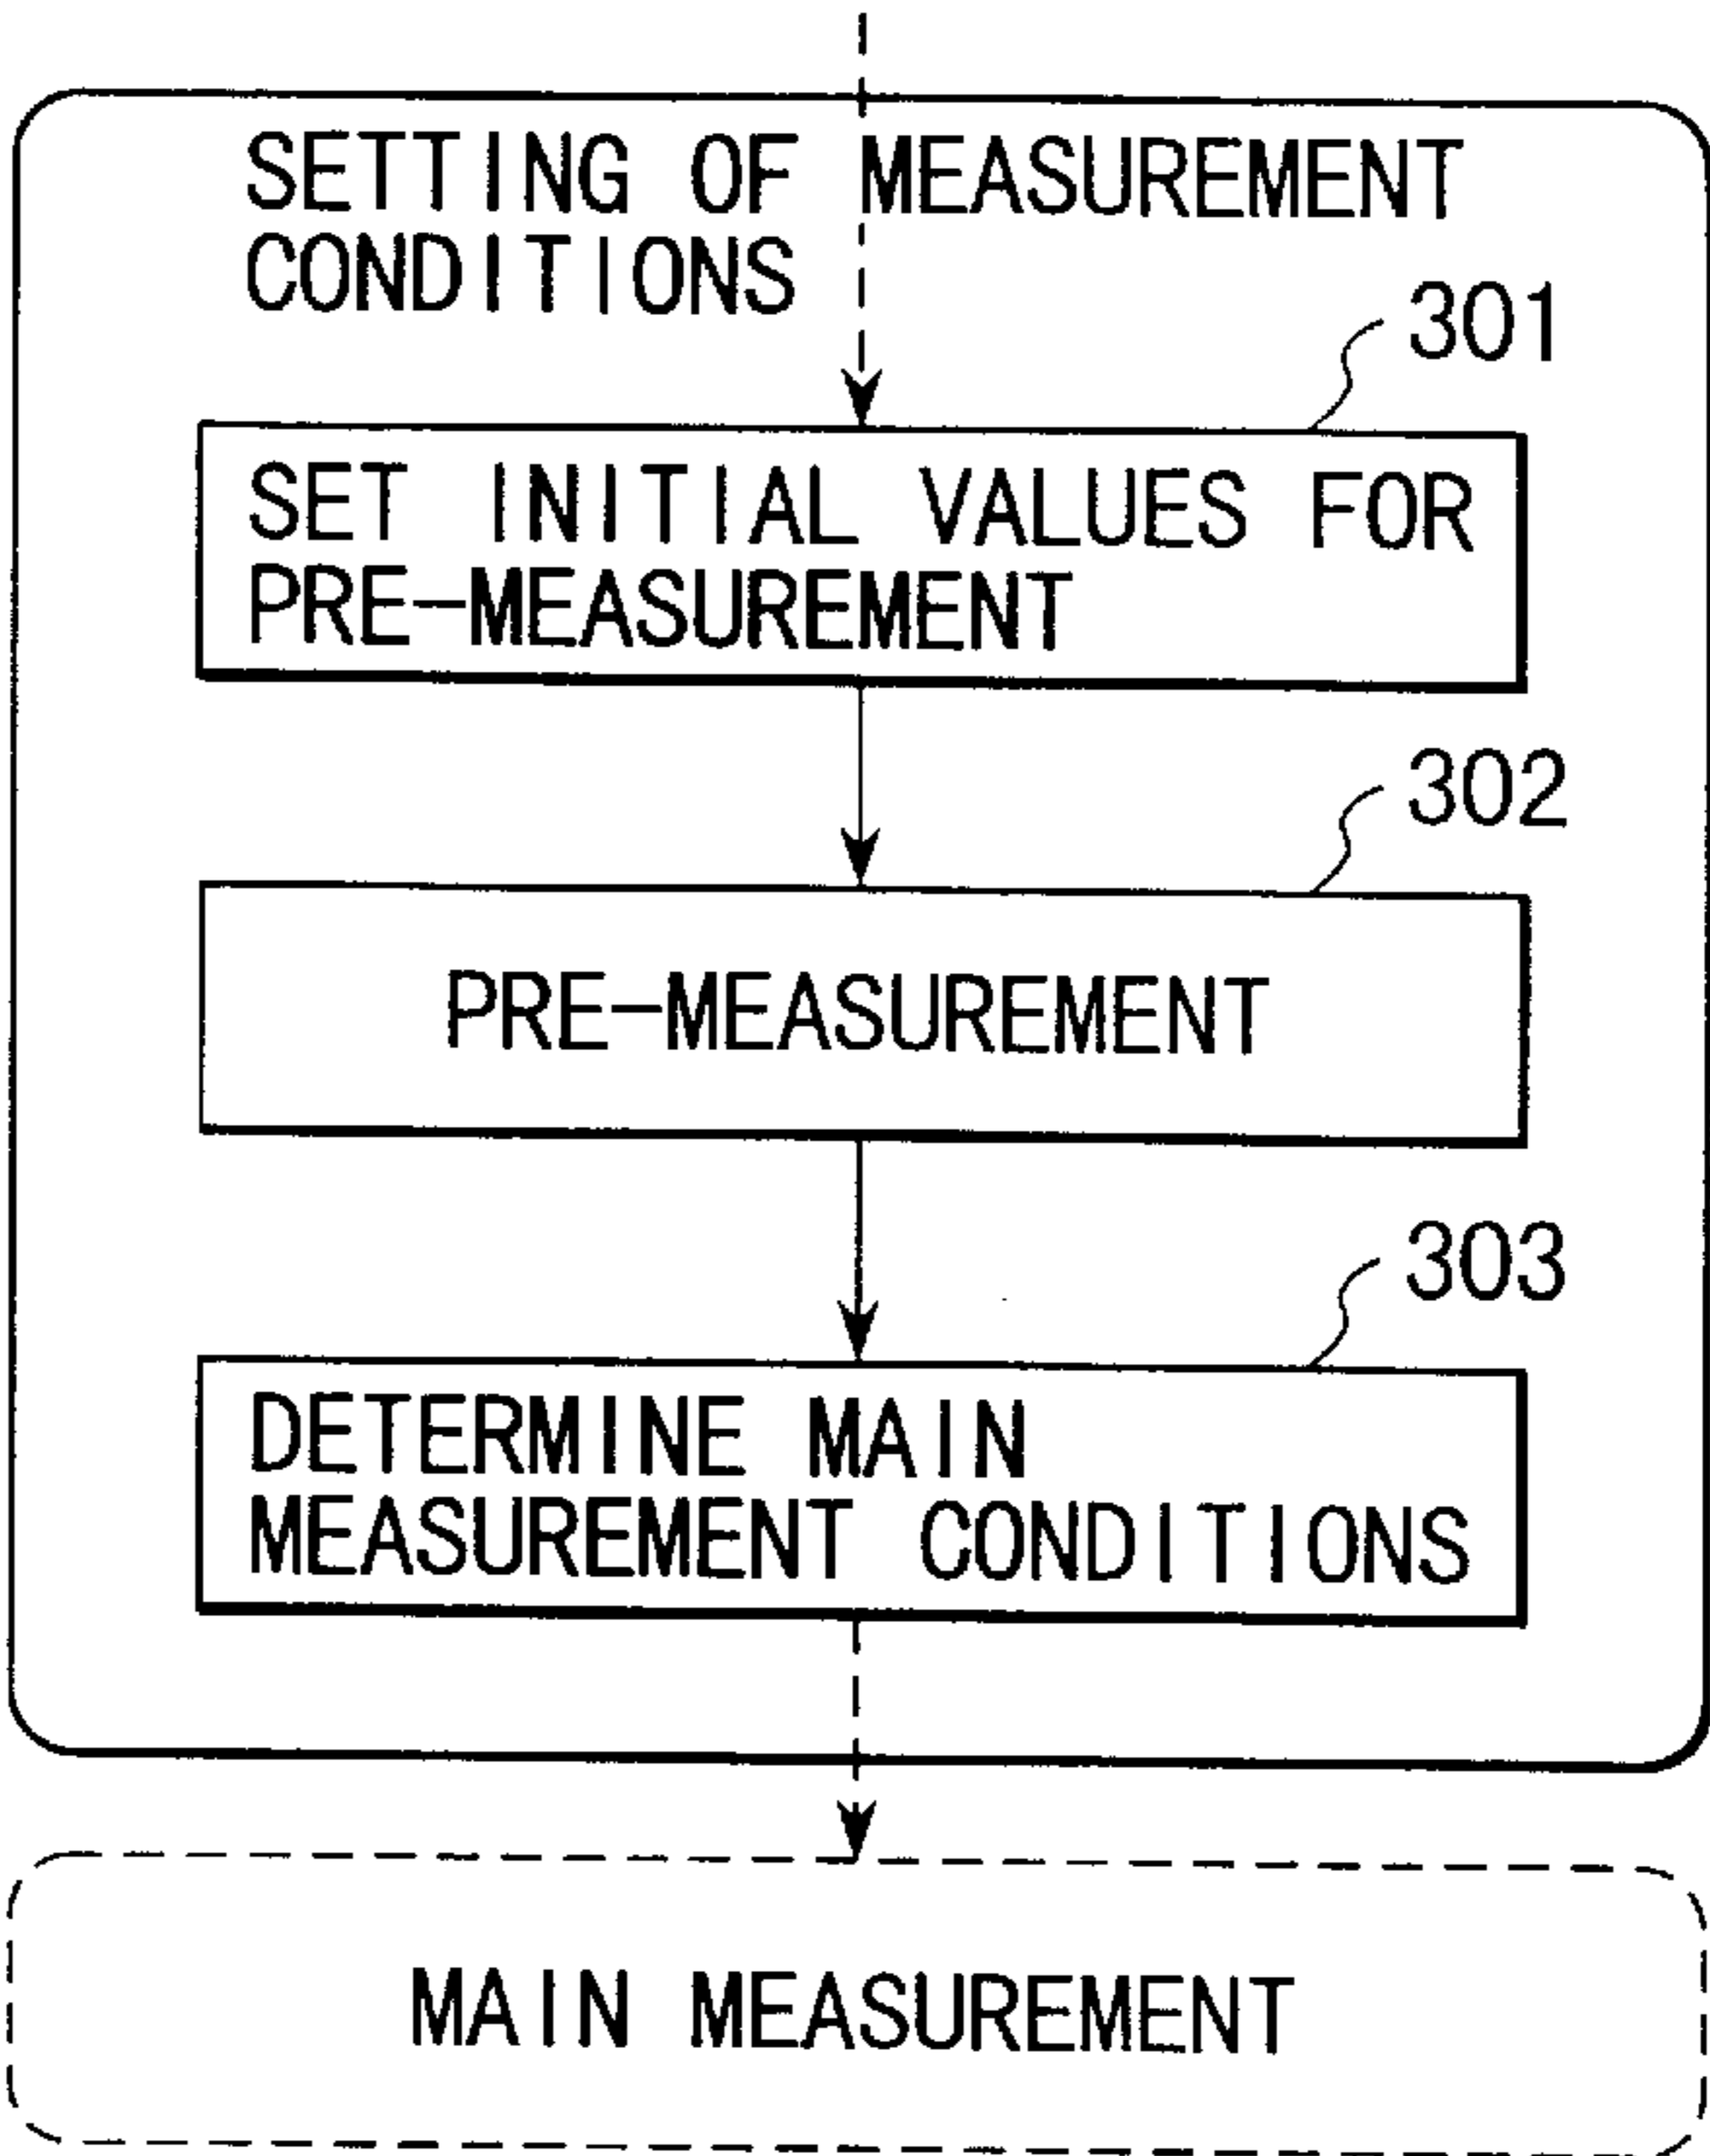 SETTING OF MEASUREMENT
CONDITIONS
301
SET INITIAL VALUES FOR
PRE-MEASUREMENT
302
PRE-MEASUREMENT
303
DETERMINE MAIN
MEASUREMENT CONDITIONS
MAIN MEASUREMENT